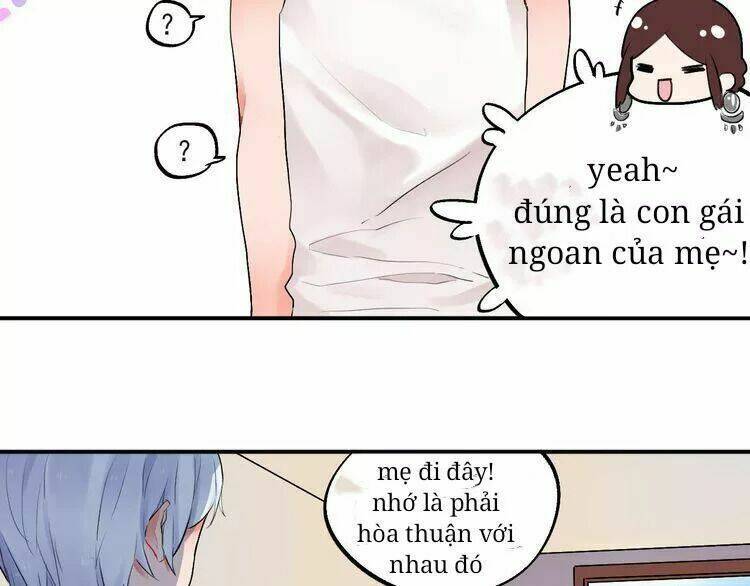 ?
?
yeah~
đúng là con gái
ngoan của mẹ~!
mẹ đi đây!
nhớ là phải
hòa thuận với
nhau đó